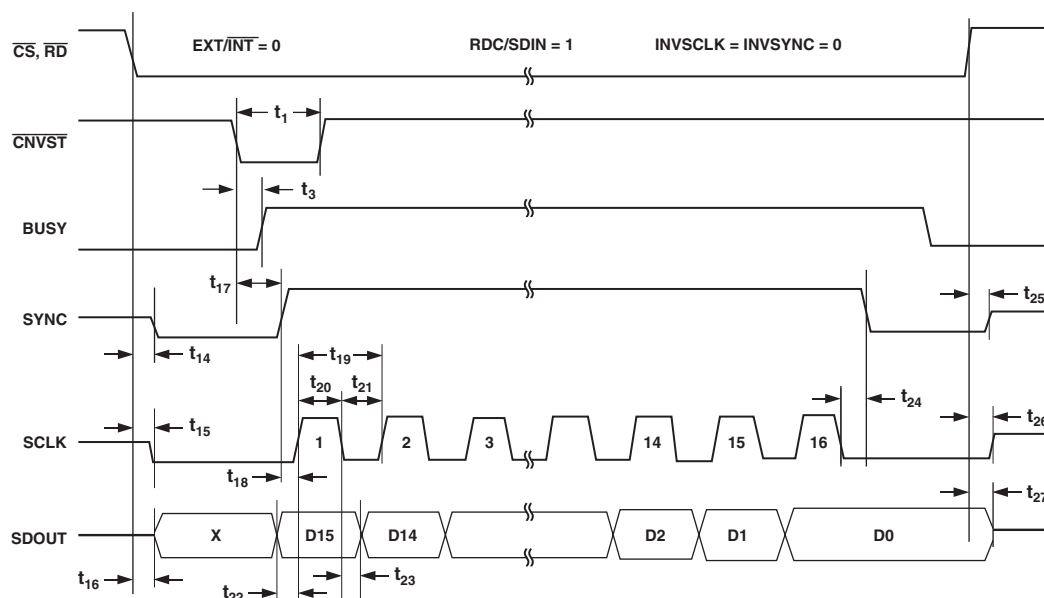 EXT/INT = 0 RDC/SDIN = 1 INVSCLK = INVSYNC = 0
CS, RD
t1
CNVST
t3
BUSY
t17
t25
SYNC
t14
t19
t20 t21
t24
t15 t26
SCLK 1 2 3 14 15 16
t18
t27
SDOUT X D15 D14 D2 D1 D0
t16 t23
t22